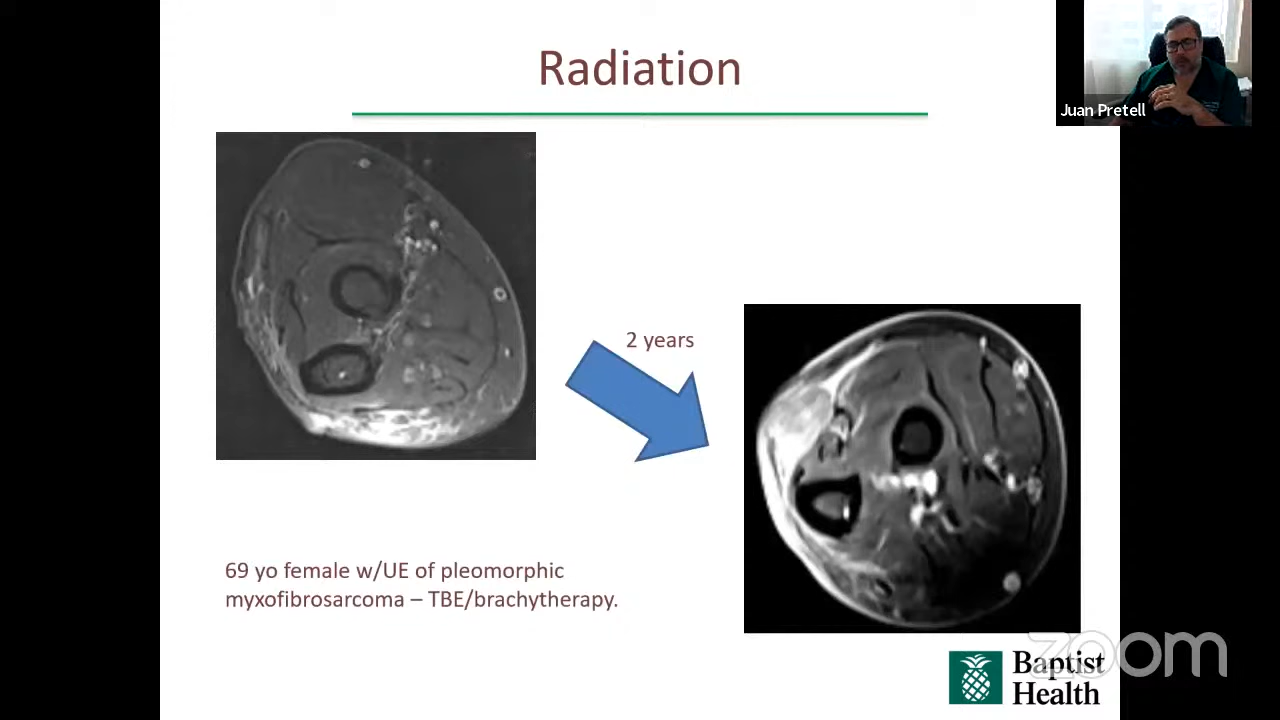 Radiation
Juan Pretell
2 years
69 yo female w/UE of pleomorphic
myxofibrosarcoma – TBE/brachytherapy.
zoom
Baptist
Health